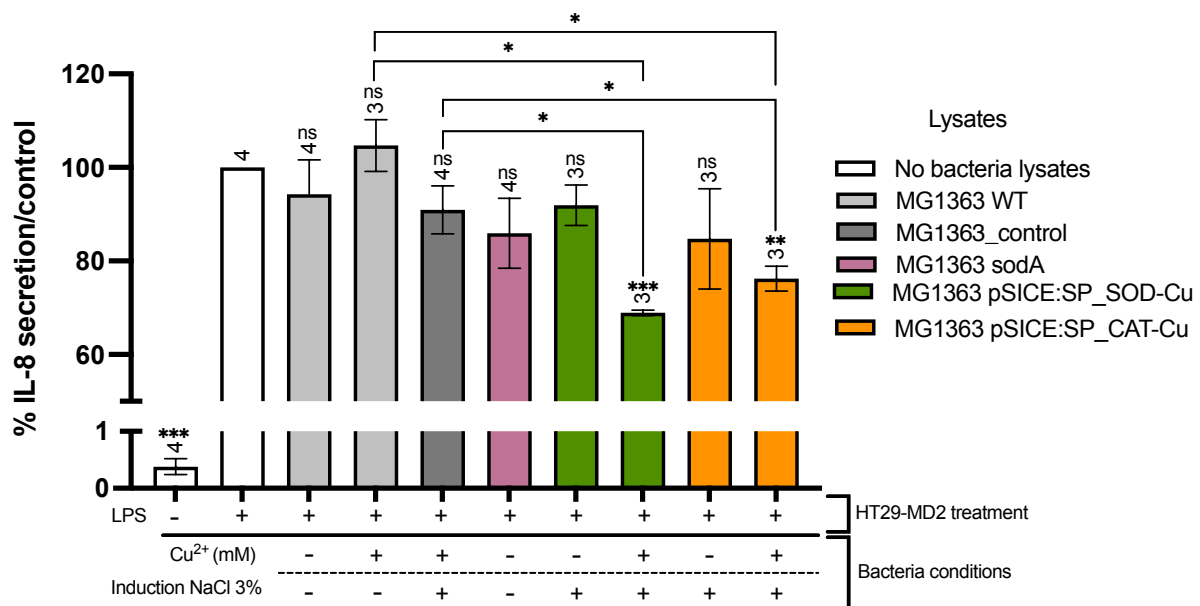 *
*
*
*
% IL-8 secretion/control
120
100
80
60
1
0
*** 4
4
ns 4
ns 3
ns 4
ns 4
ns 3
*** 3
ns 3
** 3
Lysates
No bacteria lysates
MG1363 WT
MG1363_control
MG1363 sodA
MG1363 pSICE:SP_SOD-Cu
MG1363 pSICE:SP_CAT-Cu
LPS - + + + + + + + + + HT29-MD2 treatment
Cu²⁺ (mM) - + + - - + - +
Bacteria conditions
Induction NaCl 3% - - + - + + + +